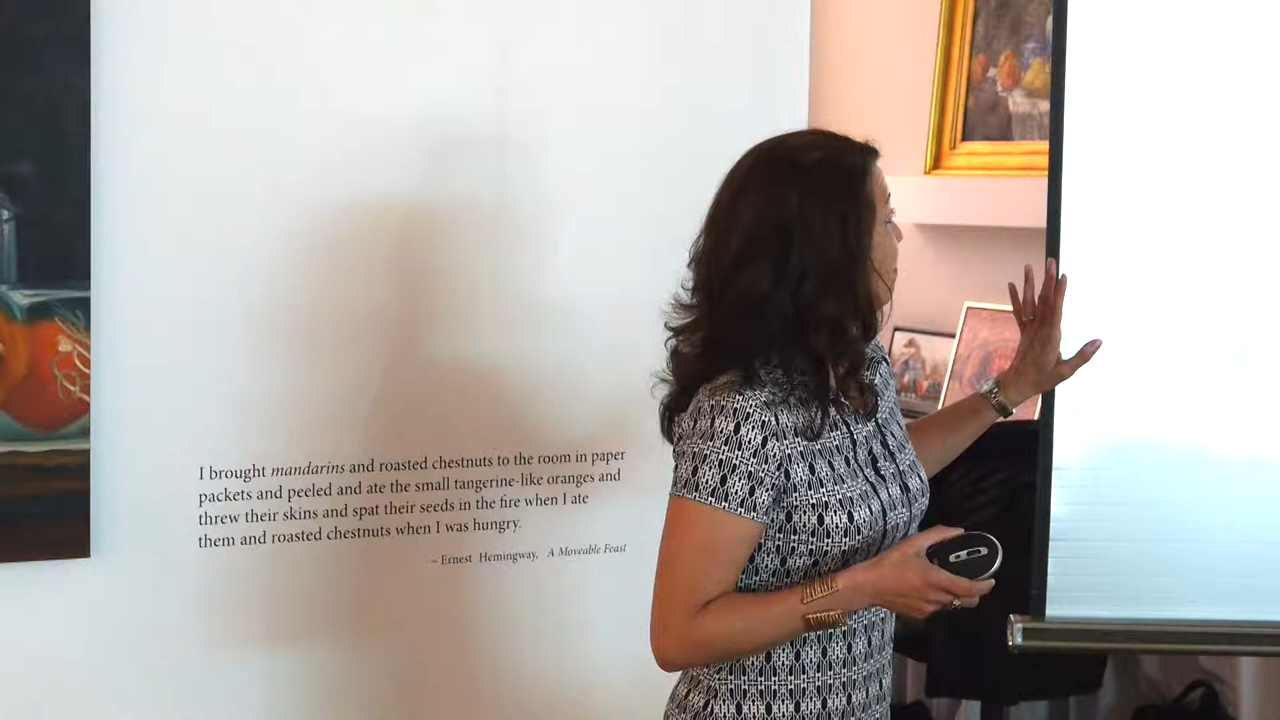 I brought mandarins and roasted chestnuts to the room in paper
packets and peeled and ate the small tangerine-like oranges and
threw their skins and spat their seeds in the fire when I ate
them and roasted chestnuts when I was hungry.
– Ernest Hemingway, A Moveable Feast